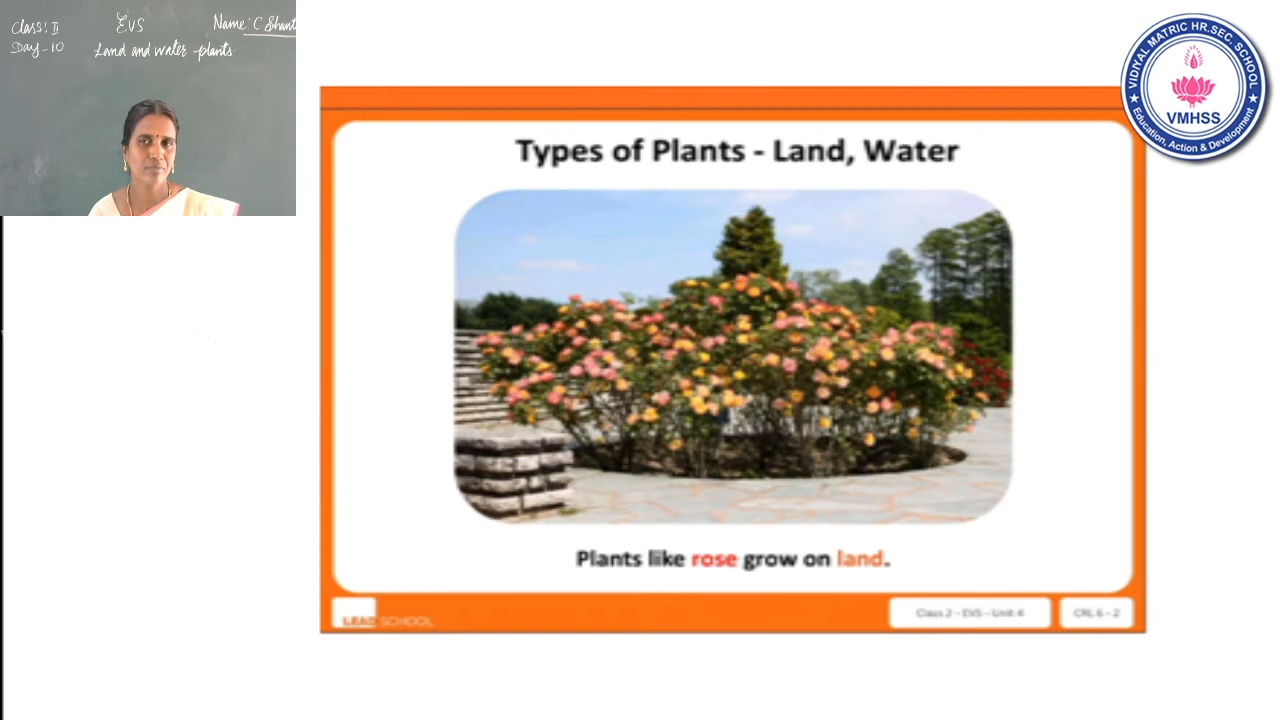 Class: II
EVS
Name: C Shant
Day-10
Land and water plants
VIDIYAL MATRIC HR.SEC. SCHOOL
VMHSS
Education, Action & Development
Types of Plants - Land, Water
Plants like rose grow on land.
LEAD SCHOOL
Class 2 - EVS - Unit 4
CRL 6 - 2